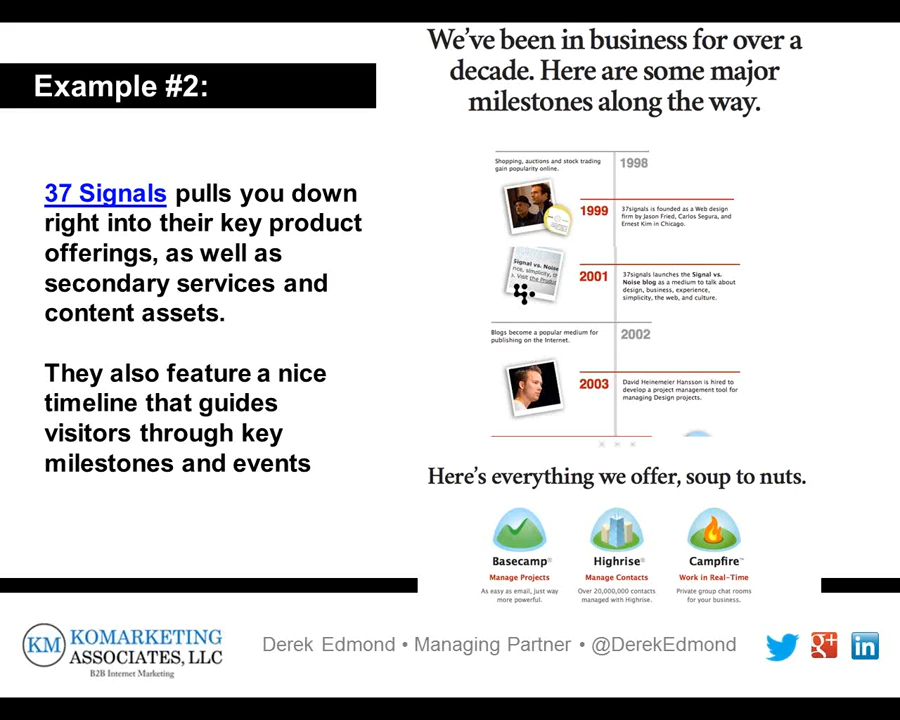 Example #2:
37 Signals pulls you down
right into their key product
offerings, as well as
secondary services and
content assets.
They also feature a nice
timeline that guides
visitors through key
milestones and events
We've been in business for over a
decade. Here are some major
milestones along the way.
Shopping, auctions and stock trading
gain popularity online.
1998
1999
37signals is founded as a Web design
firm by Jason Fried, Carlos Segura, and
Ernest Kim in Chicago.
Signal vs. Noise
2001
37signals launches the Signal vs.
Noise blog as a medium to talk about
design, business, experience,
simplicity, the web, and culture.
Blogs become a popular medium for
publishing on the Internet.
2002
2003
David Heinemeier Hansson is hired to
develop a project management tool for
managing Design projects.
Here's everything we offer, soup to nuts.
Basecamp®
Manage Projects
As easy as email, just way
more powerful.
Highrise®
Manage Contacts
Over 20,000,000 contacts
managed with Highrise.
Campfire™
Work in Real-Time
Private group chat rooms
for your business.
KM
KOMARKETING
ASSOCIATES, LLC
B2B Internet Marketing
Derek Edmond • Managing Partner • @DerekEdmond
g+
in